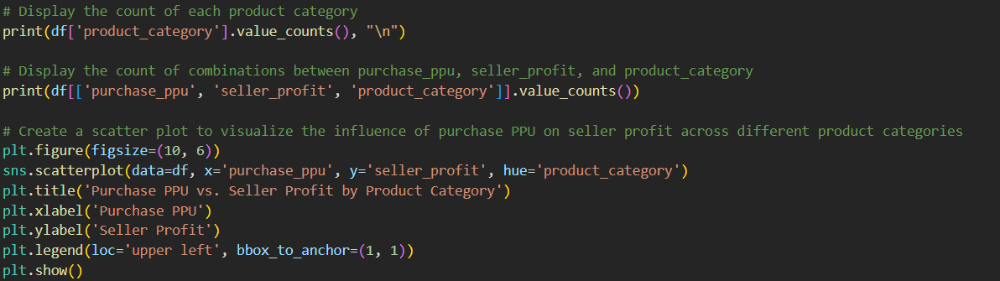 # Display the count of each product category
print(df['product_category'].value_counts(), "\n")
# Display the count of combinations between purchase_ppu, seller_profit, and product_category
print(df[['purchase_ppu', 'seller_profit', 'product_category']].value_counts())
# Create a scatter plot to visualize the influence of purchase PPU on seller profit across different product categories
plt.figure(figsize=(10, 6))
sns.scatterplot(data=df, x='purchase_ppu', y='seller_profit', hue='product_category')
plt.title('Purchase PPU vs. Seller Profit by Product Category')
plt.xlabel('Purchase PPU')
plt.ylabel('Seller Profit')
plt.legend(loc='upper left', bbox_to_anchor=(1, 1))
plt.show()